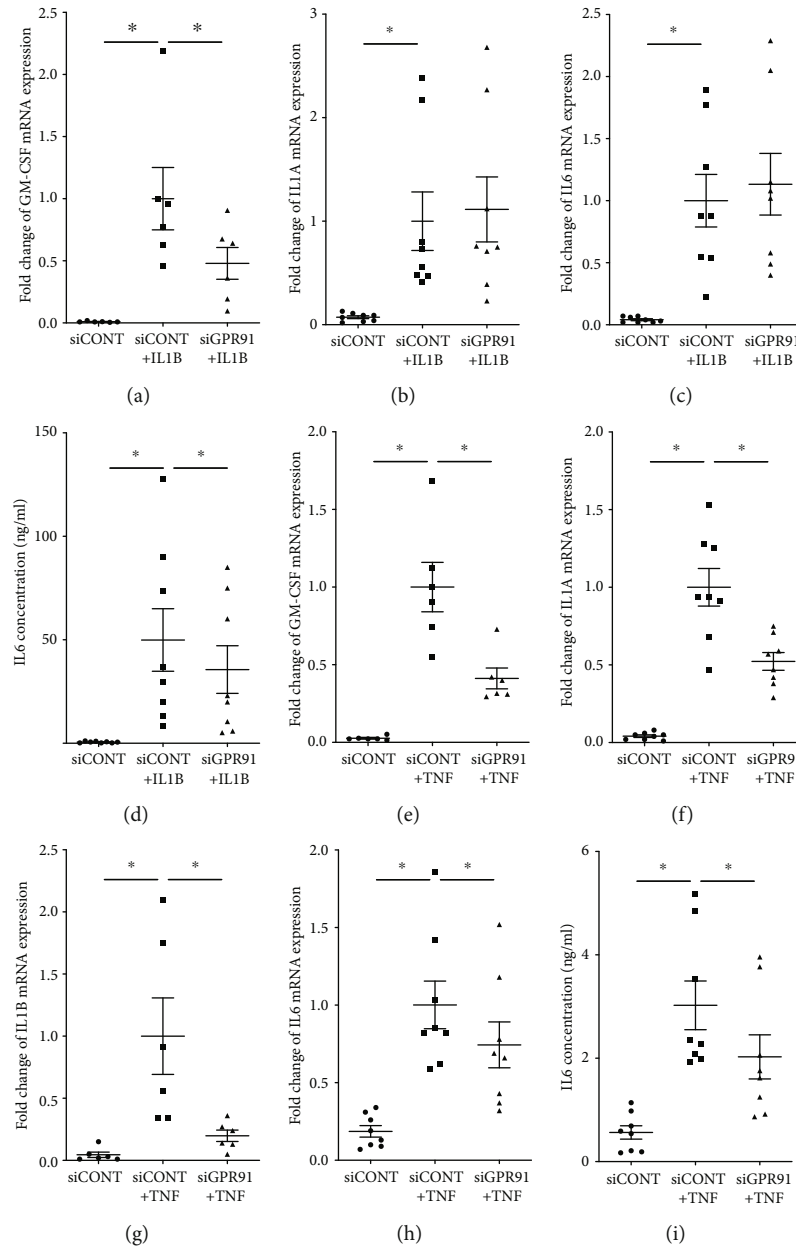 Fold change of GM-CSF mRNA expression
2.5
2.0
1.5
1.0
0.5
0.0
* *
siCONT siCONT siGPR91
+IL1B +IL1B
(a)
Fold change of IL1A mRNA expression
3
2
1
0
*
siCONT siCONT siGPR91
+IL1B +IL1B
(b)
Fold change of IL6 mRNA expression
2.5
2.0
1.5
1.0
0.5
0.0
*
siCONT siCONT siGPR91
+IL1B +IL1B
(c)
IL6 concentration (ng/ml)
150
100
50
* *
siCONT siCONT siGPR91
+IL1B +IL1B
(d)
Fold change of GM-CSF mRNA expression
2.0
1.5
1.0
0.5
0.0
* *
siCONT siCONT siGPR91
+TNF +TNF
(e)
Fold change of IL1A mRNA expression
2.0
1.5
1.0
0.5
0.0
* *
siCONT siCONT siGPR91
+TNF +TNF
(f)
Fold change of IL1B mRNA expression
2.5
2.0
1.5
1.0
0.5
0.0
* *
siCONT siCONT siGPR91
+TNF +TNF
(g)
Fold change of IL6 mRNA expression
2.0
1.5
1.0
0.5
0.0
* *
siCONT siCONT siGPR91
+TNF +TNF
(h)
IL6 concentration (ng/ml)
6
4
2
0
* *
siCONT siCONT siGPR91
+TNF +TNF
(i)